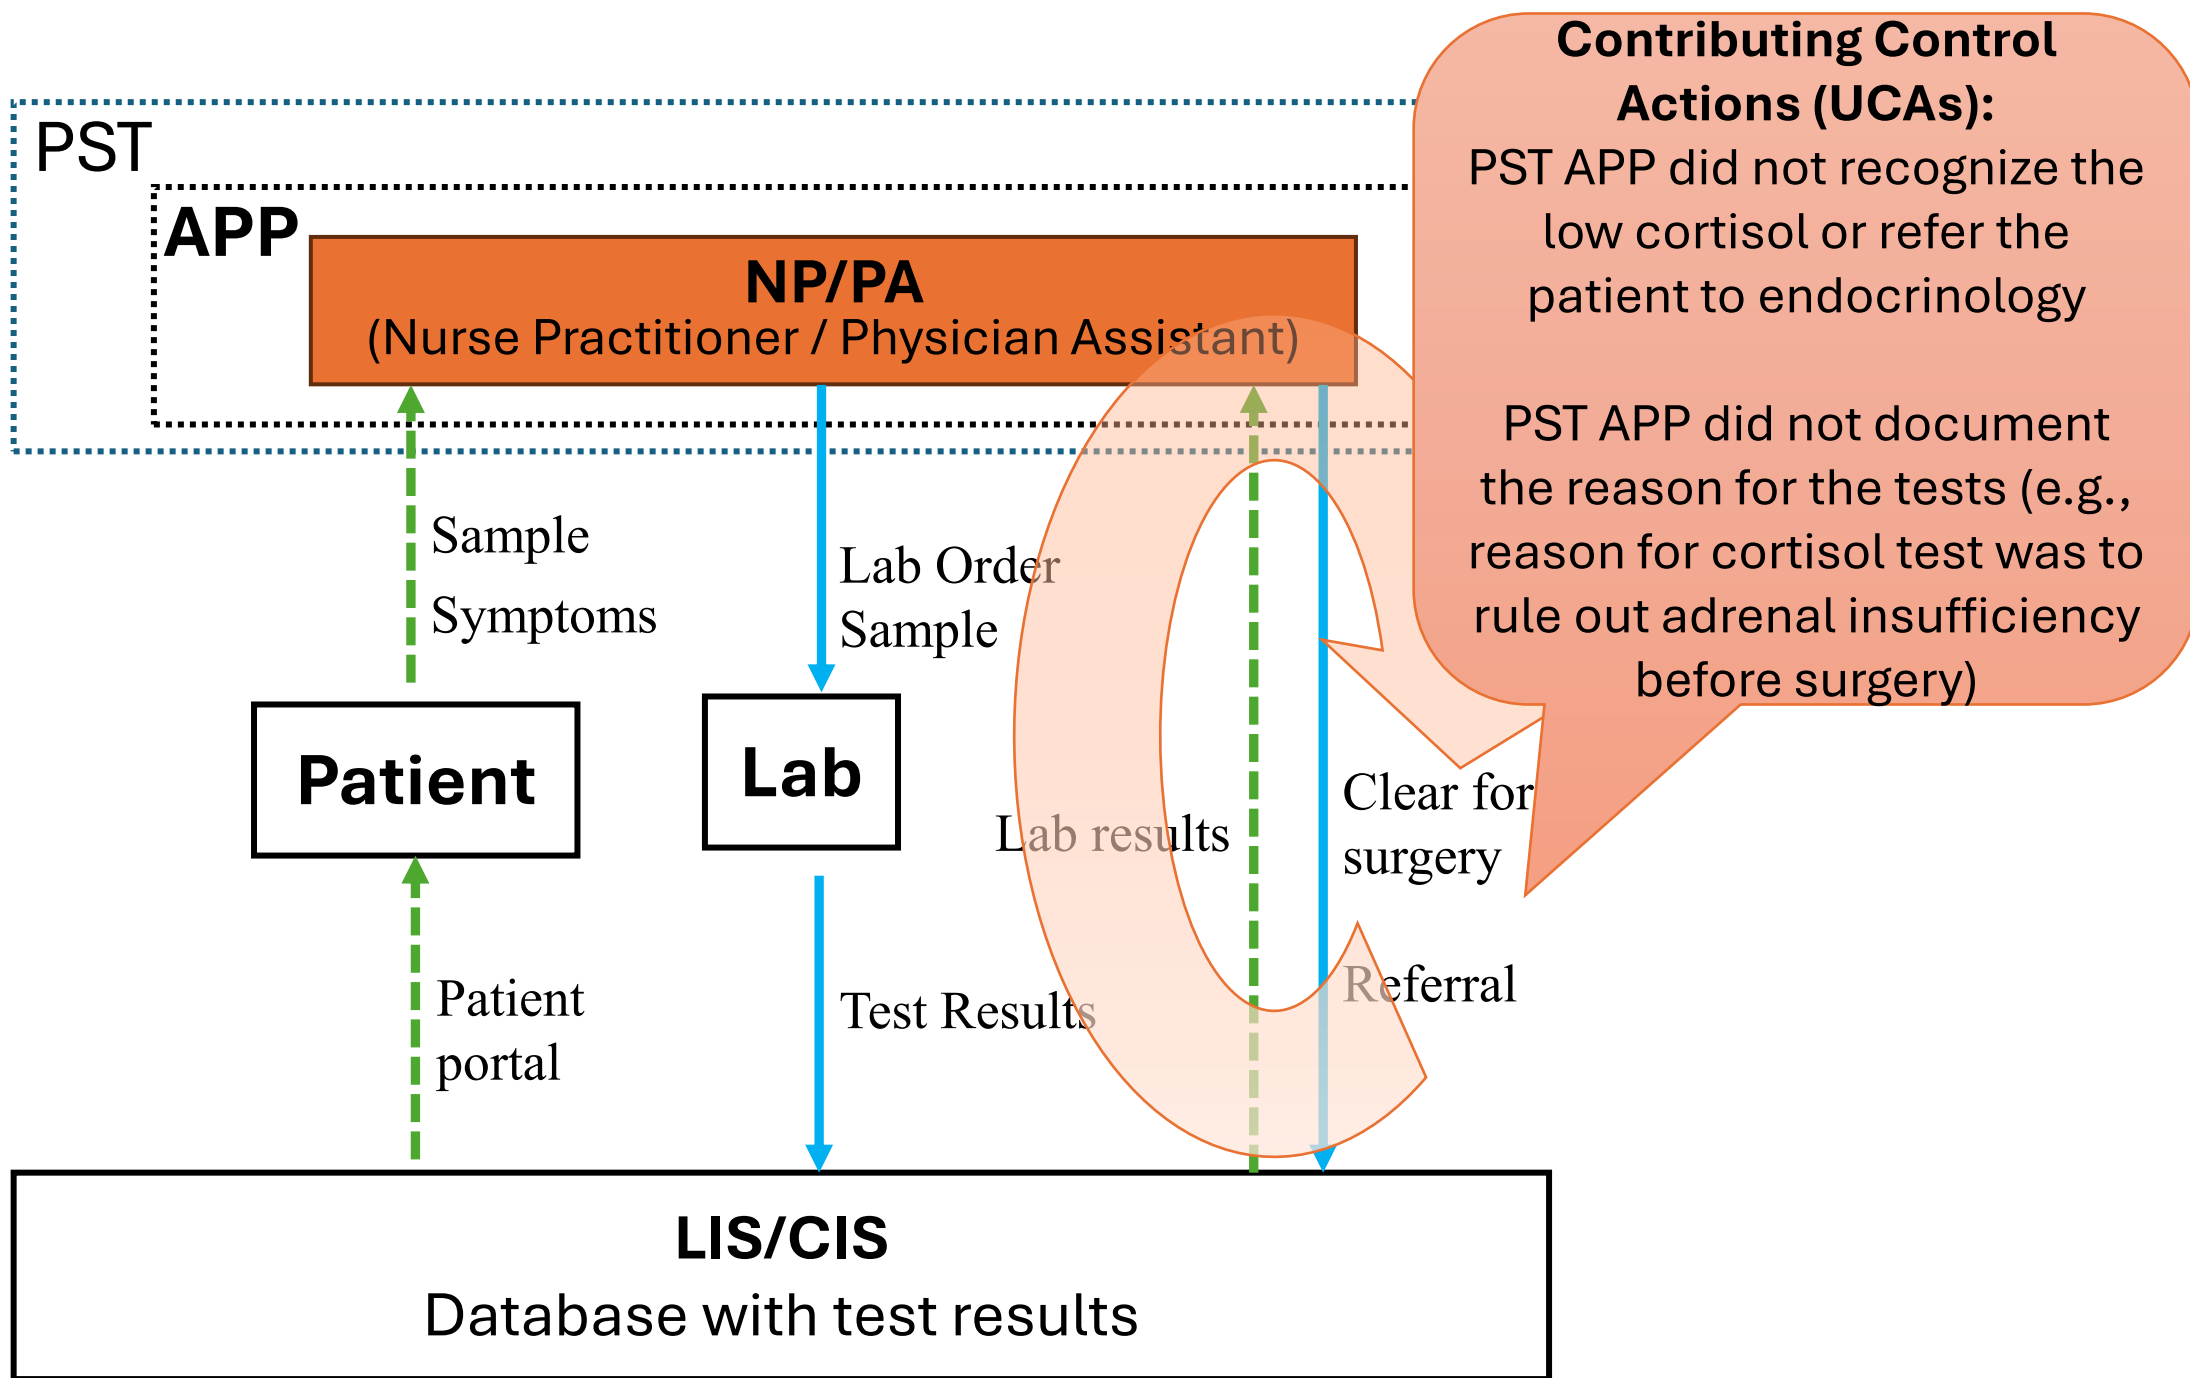 Contributing Control
Actions (UCAs):
PST APP did not recognize the
low cortisol or refer the
patient to endocrinology
PST APP did not document
the reason for the tests (e.g.,
reason for cortisol test was to
rule out adrenal insufficiency
before surgery)
PST
APP
NP/PA
(Nurse Practitioner / Physician Assistant)
Sample
Symptoms
Lab Order
Sample
Patient
Lab
Lab results
Clear for
surgery
Referral
Patient
portal
Test Results
LIS/CIS
Database with test results